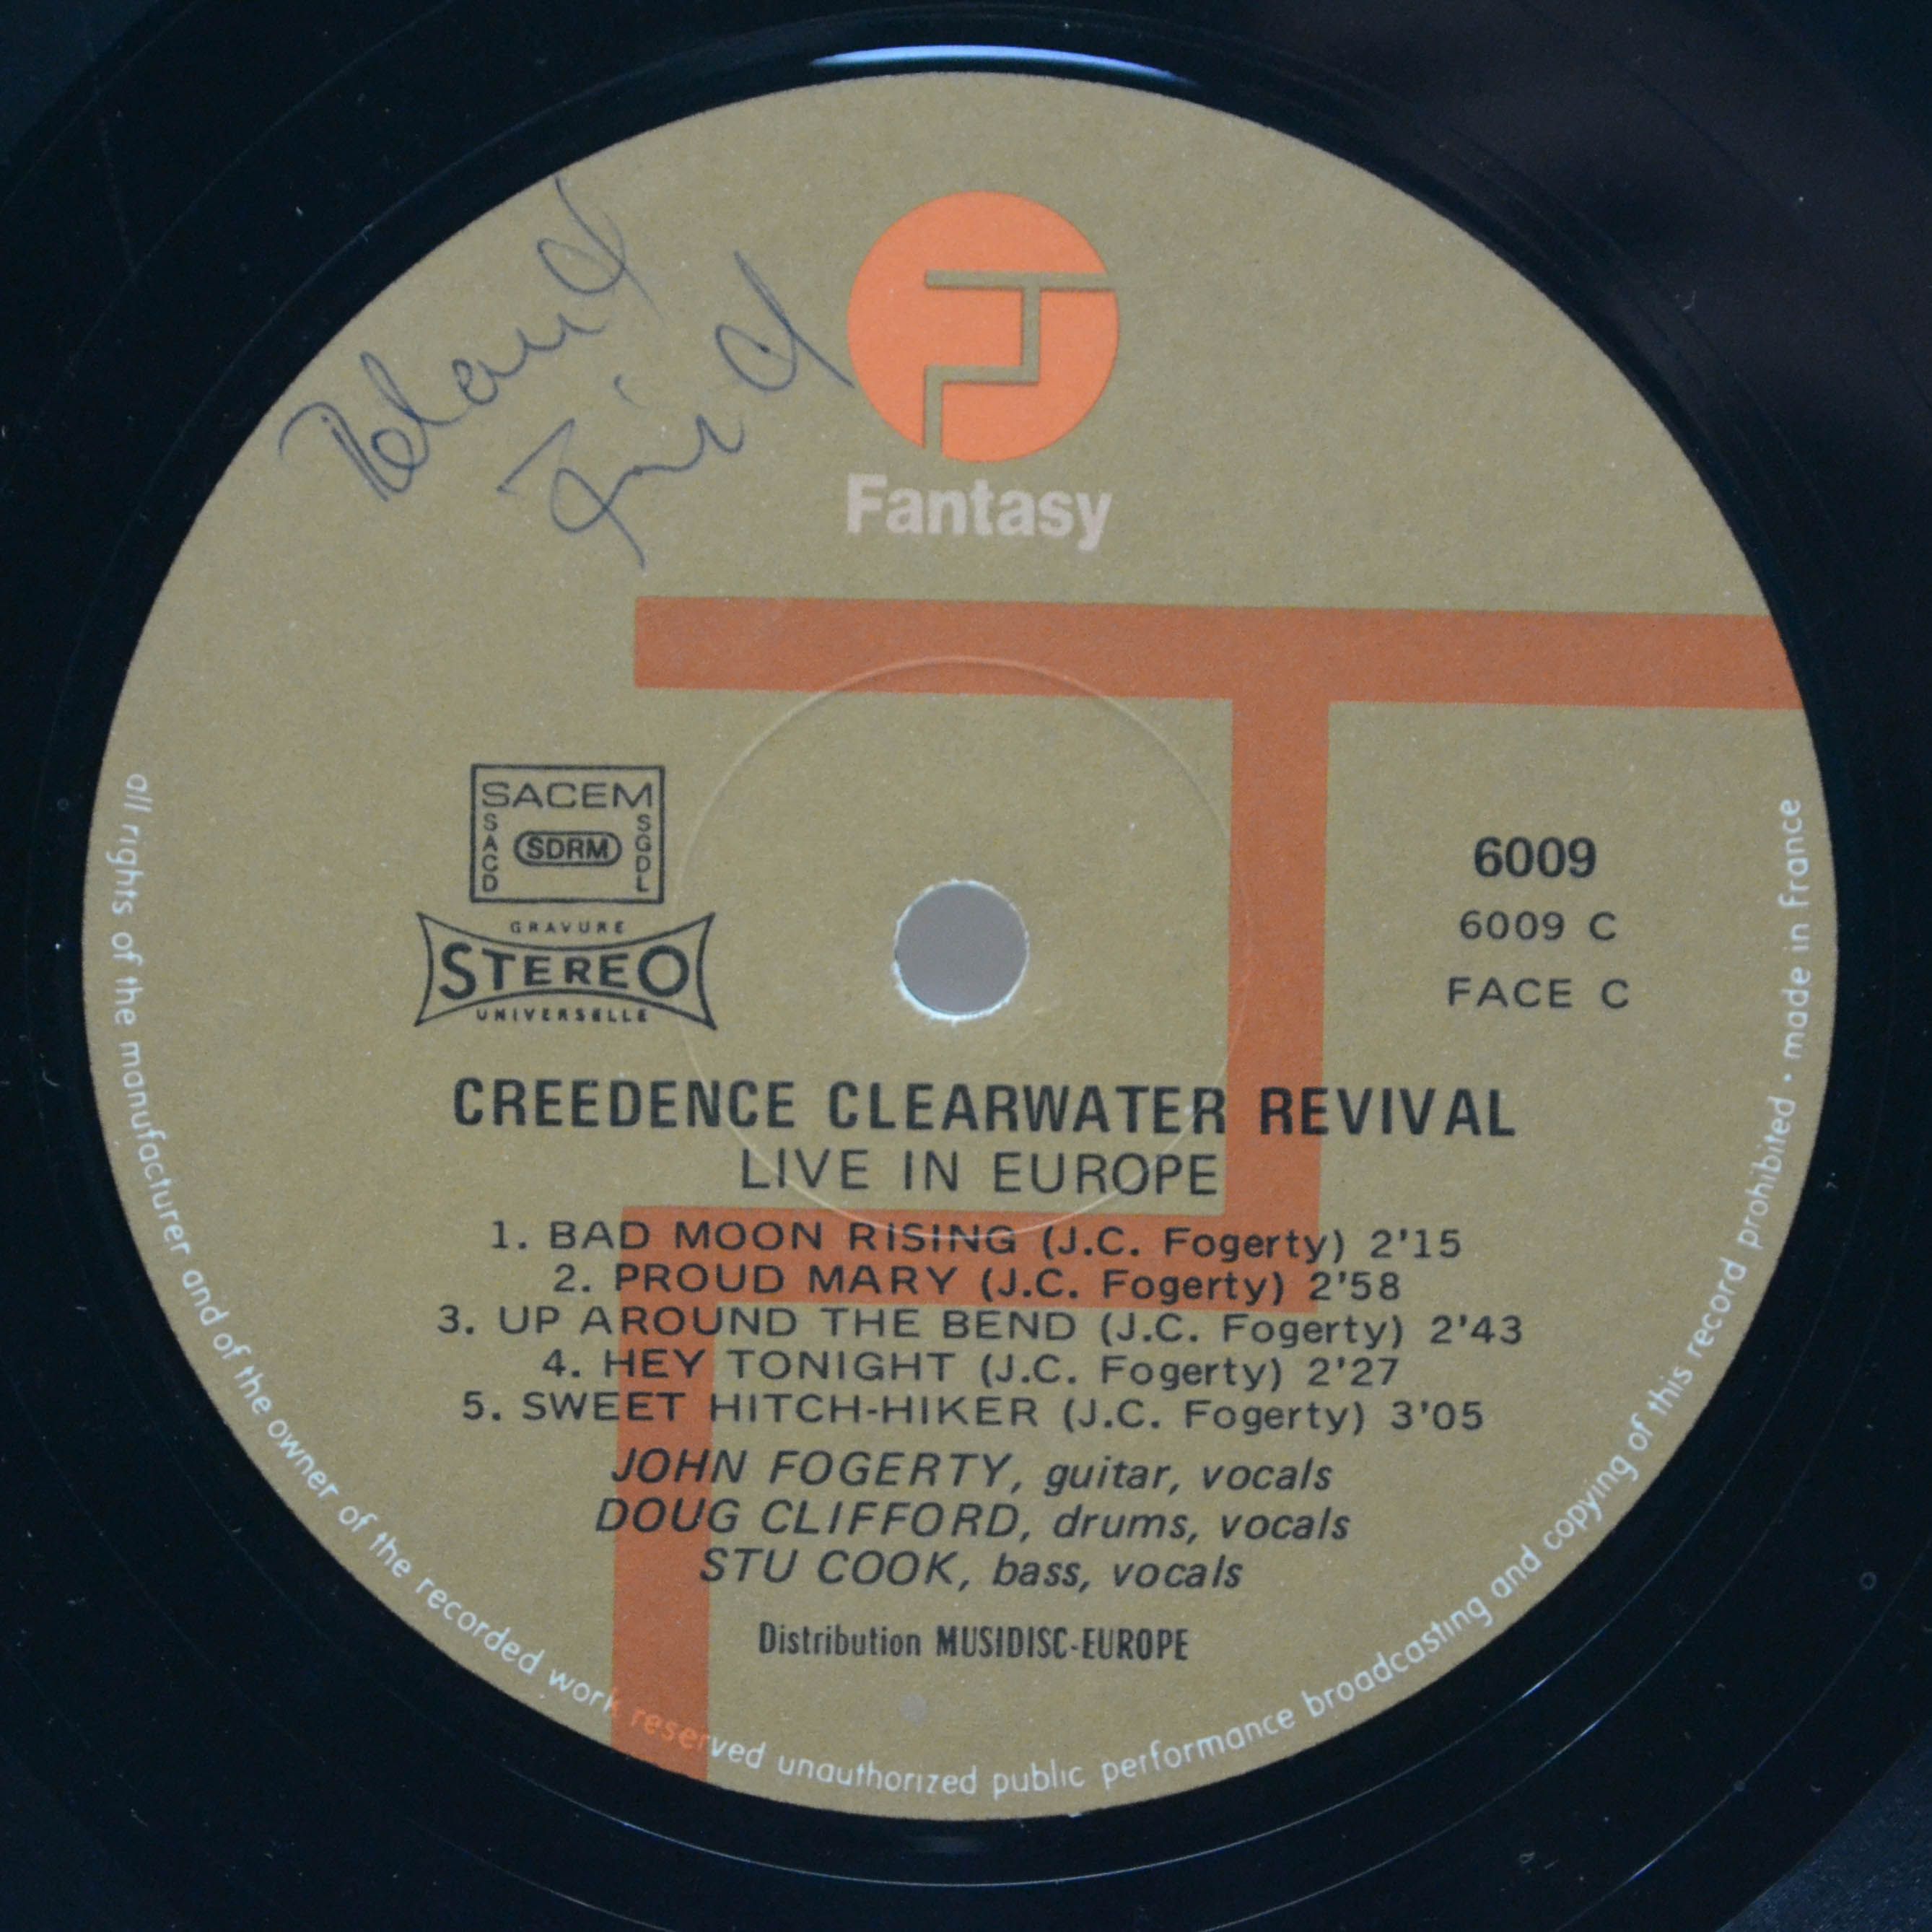 Fantasy
SACEM
SACD
SDRM
SGDL
GRAVURE
STEREO
UNIVERSELLE
6009
6009 C
FACE C
CREEDENCE CLEARWATER REVIVAL
LIVE IN EUROPE
1. BAD MOON RISING (J.C. Fogerty) 2'15
2. PROUD MARY (J.C. Fogerty) 2'58
3. UP AROUND THE BEND (J.C. Fogerty) 2'43
4. HEY TONIGHT (J.C. Fogerty) 2'27
5. SWEET HITCH-HIKER (J.C. Fogerty) 3'05
JOHN FOGERTY, guitar, vocals
DOUG CLIFFORD, drums, vocals
STU COOK, bass, vocals
Distribution MUSIDISC-EUROPE
all rights of the manufacturer and of the owner of the recorded work reserved unauthorized public performance broadcasting and copying of this record prohibited · made in france